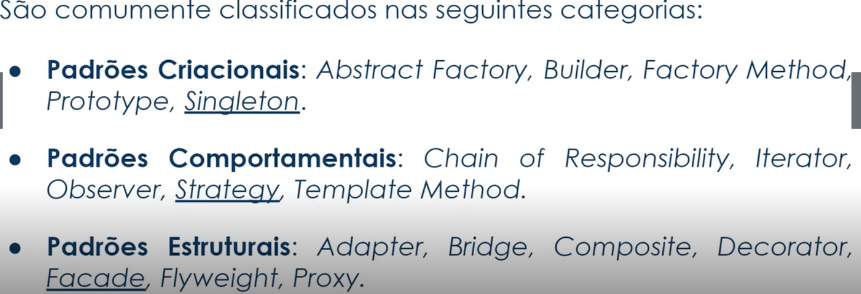 São comumente classificados nas seguintes categorias:
● Padrões Criacionais: Abstract Factory, Builder, Factory Method,
Prototype, Singleton.
● Padrões Comportamentais: Chain of Responsibility, Iterator,
Observer, Strategy, Template Method.
● Padrões Estruturais: Adapter, Bridge, Composite, Decorator,
Facade, Flyweight, Proxy.